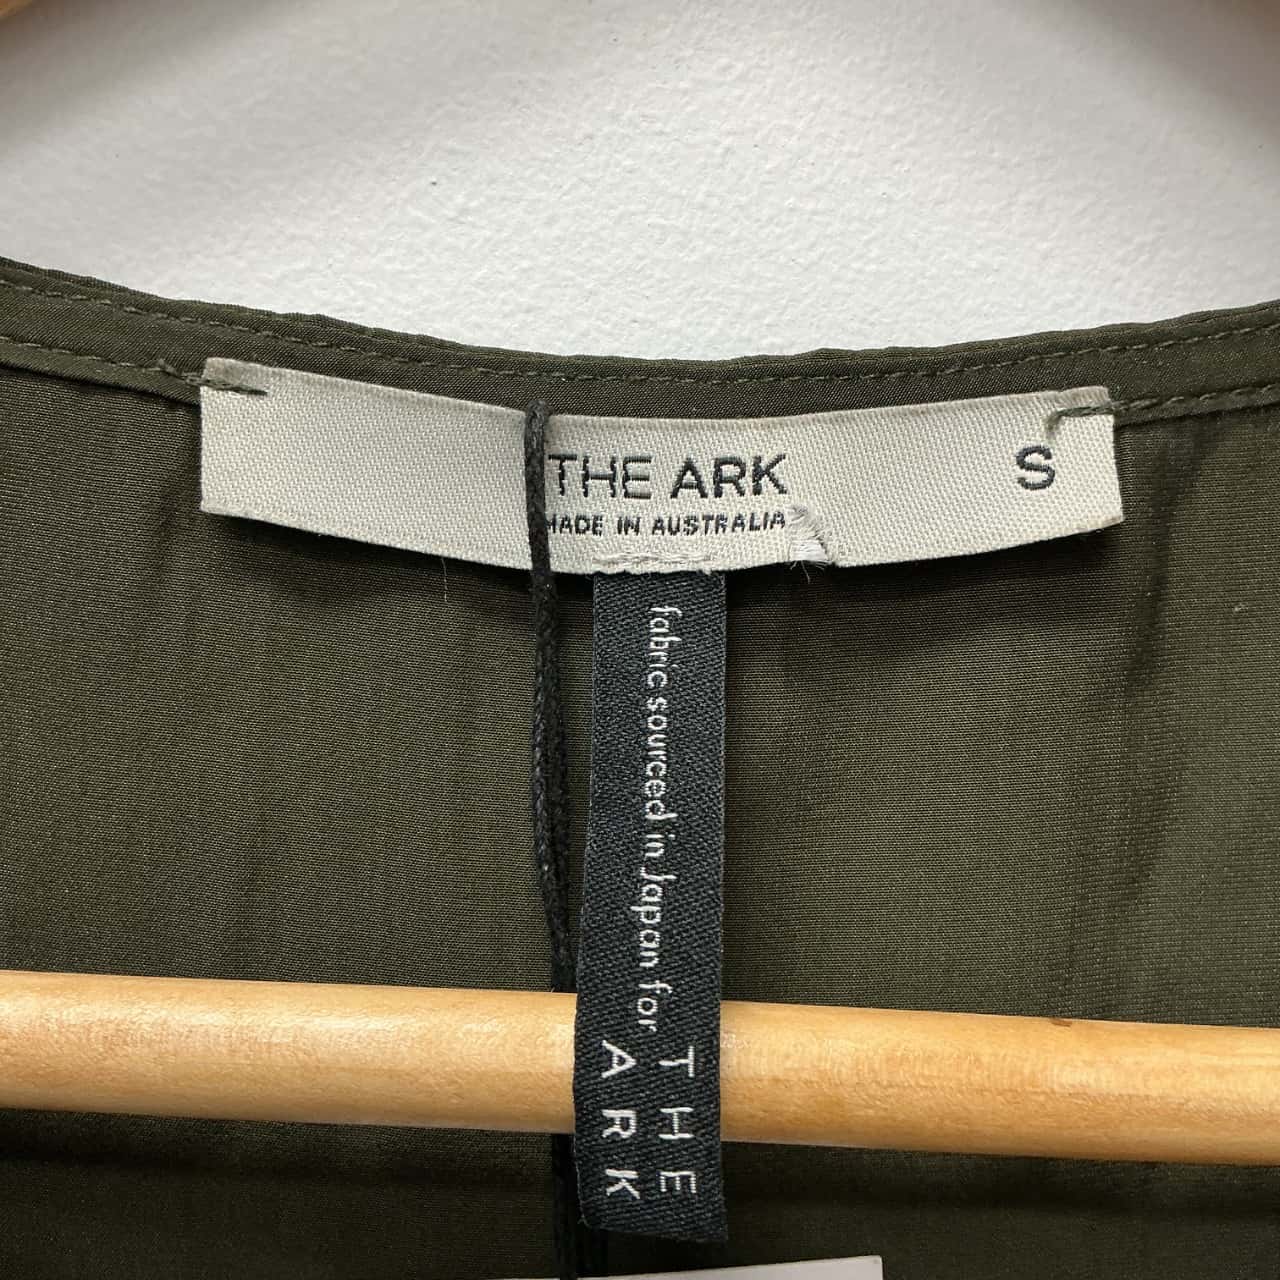 THE ARK
S
MADE IN AUSTRALIA
fabric sourced in Japan for
THE
ARK